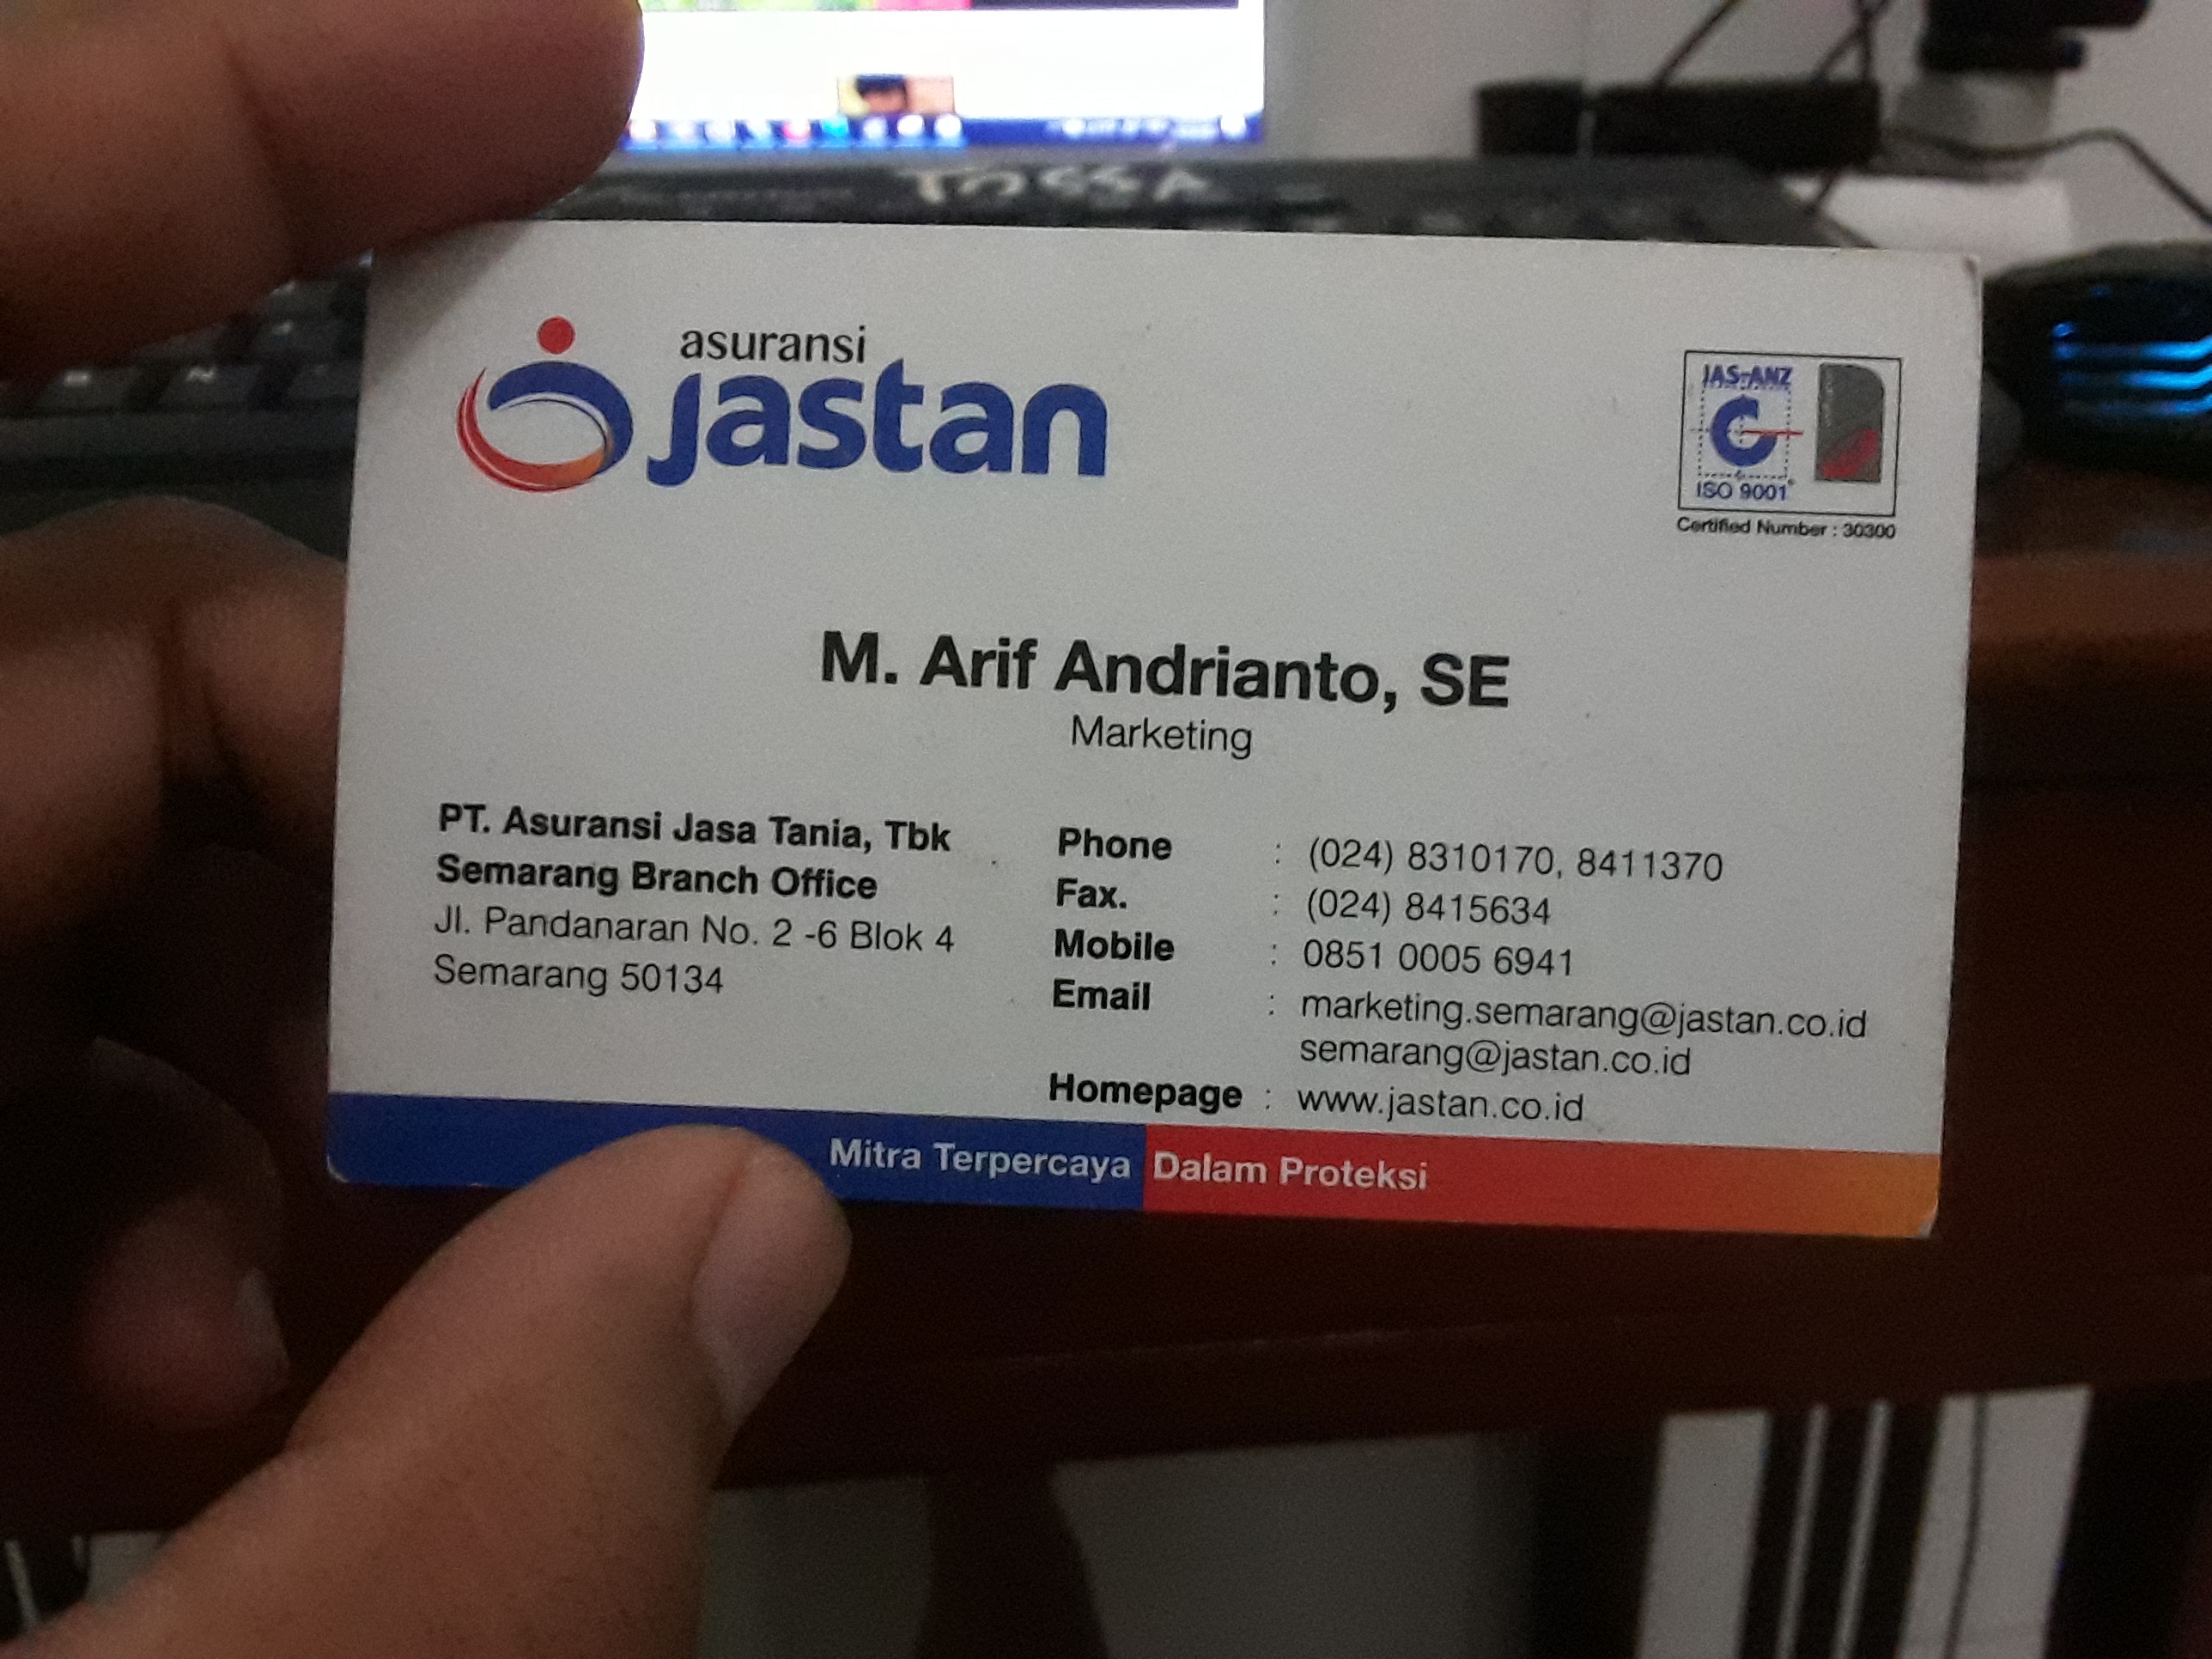 TOSSA
asuransi
jastan
JAS-ANZ
ISO 9001
Certified Number : 30300
M. Arif Andrianto, SE
Marketing
PT. Asuransi Jasa Tania, Tbk
Semarang Branch Office
Jl. Pandanaran No. 2 -6 Blok 4
Semarang 50134
Phone : (024) 8310170, 8411370
Fax. : (024) 8415634
Mobile : 0851 0005 6941
Email : marketing.semarang@jastan.co.id
semarang@jastan.co.id
Homepage : www.jastan.co.id
Mitra Terpercaya Dalam Proteksi